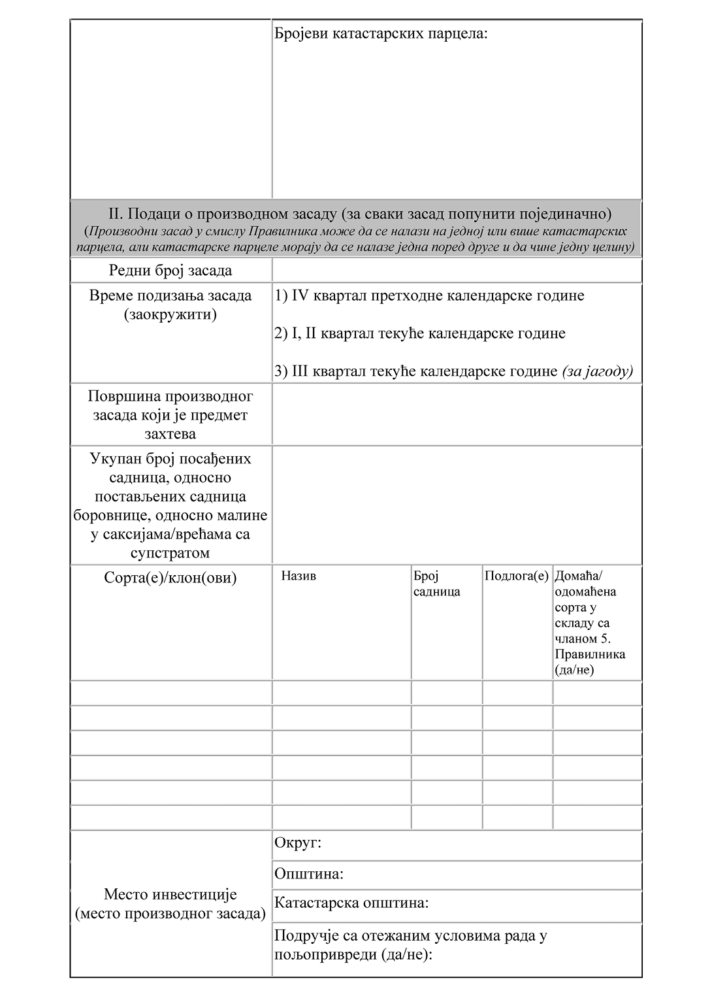 Бројеви катастарских парцела:
II. Подаци о производном засаду (за сваки засад попунити појединачно)
(Производни засад у смислу Правилника може да се налази на једној или више катастарских
парцела, али катастарске парцеле морају да се налазе једна поред друге и да чине једну целину)
Редни број засада
Време подизања засада
(заокружити)
1) IV квартал претходне календарске године
2) I, II квартал текуће календарске године
3) III квартал текуће календарске године (за јагоду)
Површина производног
засада који је предмет
захтева
Укупан број посађених
садница, односно
постављених садница
боровнице, односно малине
у саксијама/врећама са
супстратом
Сорта(е)/клон(ови)
Назив
Број
садница
Подлога(е)
Домаћа/
одомаћена
сорта у
складу са
чланом 5.
Правилника
(да/не)
Место инвестиције
(место производног засада)
Округ:
Општина:
Катастарска општина:
Подручје са отежаним условима рада у
пољопривреди (да/не):